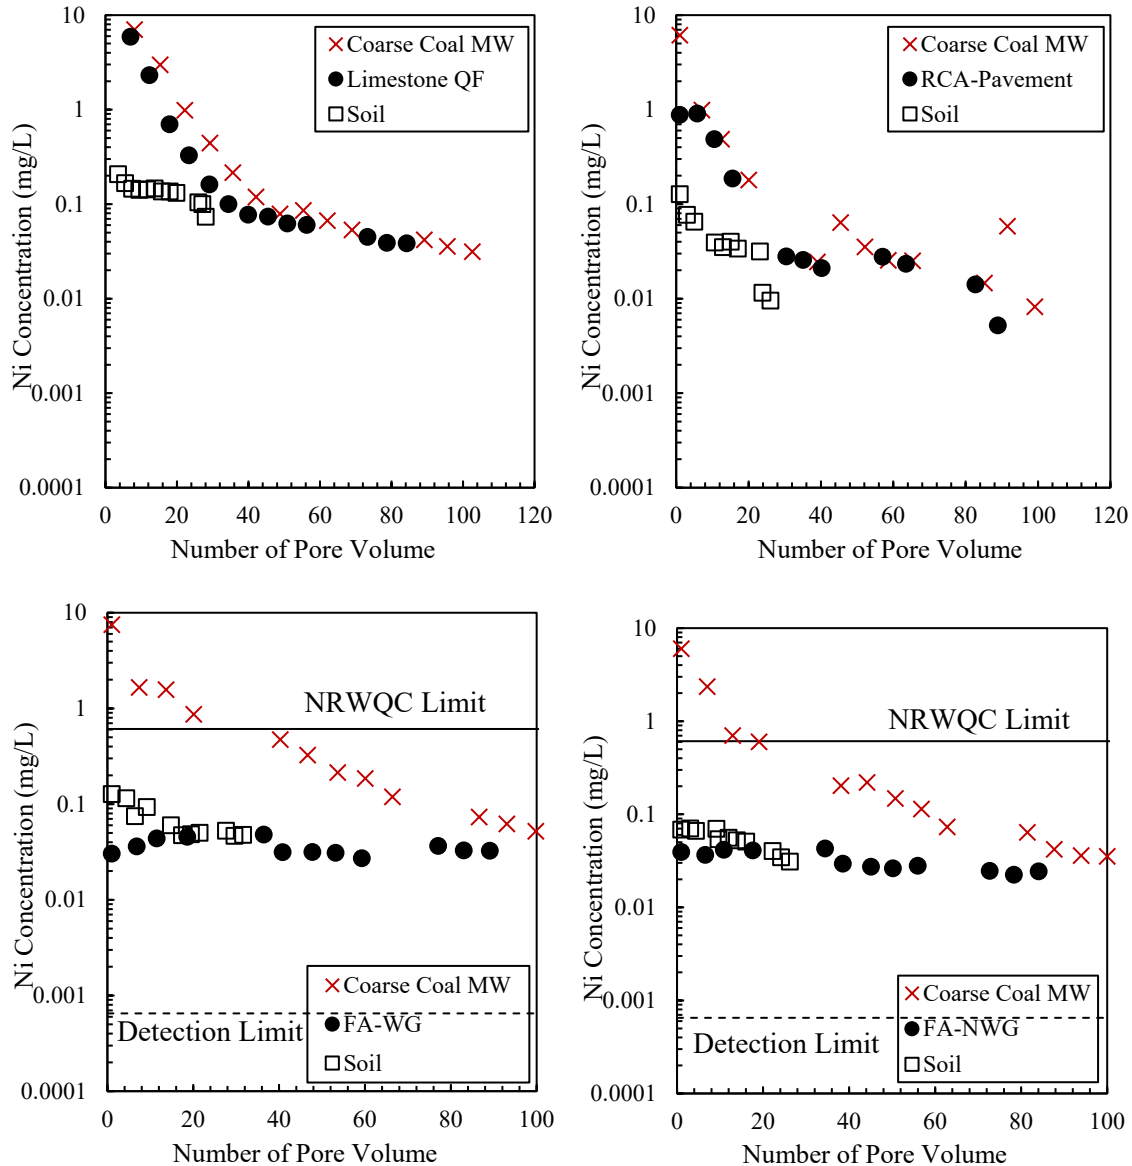 10
1
0.1
0.01
0.001
0.0001
Ni Concentration (mg/L)
Coarse Coal MW
Limestone QF
Soil
0 20 40 60 80 100 120
Number of Pore Volume
10
1
0.1
0.01
0.001
0.0001
Ni Concentration (mg/L)
Coarse Coal MW
RCA-Pavement
Soil
0 20 40 60 80 100 120
Number of Pore Volume
10
1
0.1
0.01
0.001
0.0001
Ni Concentration (mg/L)
NRWQC Limit
Coarse Coal MW
FA-WG
Soil
Detection Limit
0 20 40 60 80 100
Number of Pore Volume
10
1
0.1
0.01
0.001
0.0001
Ni Concentration (mg/L)
NRWQC Limit
Coarse Coal MW
FA-NWG
Soil
Detection Limit
0 20 40 60 80 100
Number of Pore Volume